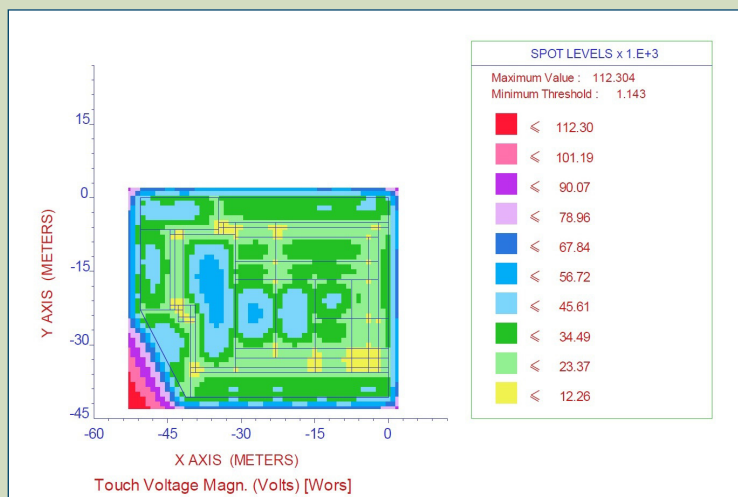 SPOT LEVELS x 1.E+3
Maximum Value : 112.304
Minimum Threshold : 1.143
⩽ 112.30
⩽ 101.19
⩽ 90.07
⩽ 78.96
⩽ 67.84
⩽ 56.72
⩽ 45.61
⩽ 34.49
⩽ 23.37
⩽ 12.26
Y AXIS (METERS)
15
0
-15
-30
-45
-60 -45 -30 -15 0
X AXIS (METERS)
Touch Voltage Magn. (Volts) [Wors]